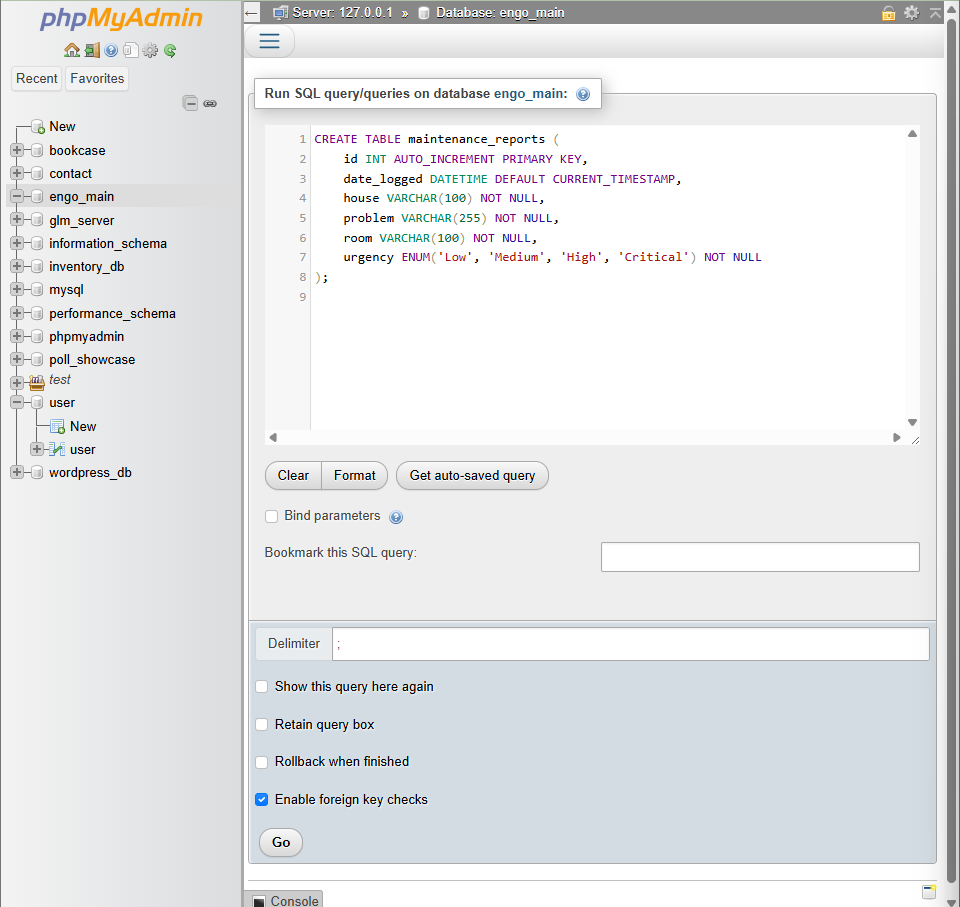 phpMyAdmin
Recent
Favorites
New
bookcase
contact
engo_main
glm_server
information_schema
inventory_db
mysql
performance_schema
phpmyadmin
poll_showcase
test
user
New
user
wordpress_db
Server: 127.0.0.1 » Database: engo_main
Run SQL query/queries on database engo_main:
1 CREATE TABLE maintenance_reports (
2 id INT AUTO_INCREMENT PRIMARY KEY,
3 date_logged DATETIME DEFAULT CURRENT_TIMESTAMP,
4 house VARCHAR(100) NOT NULL,
5 problem VARCHAR(255) NOT NULL,
6 room VARCHAR(100) NOT NULL,
7 urgency ENUM('Low', 'Medium', 'High', 'Critical') NOT NULL
8 );
9
Clear
Format
Get auto-saved query
Bind parameters
Bookmark this SQL query:
Delimiter ;
Show this query here again
Retain query box
Rollback when finished
Enable foreign key checks
Go
Console